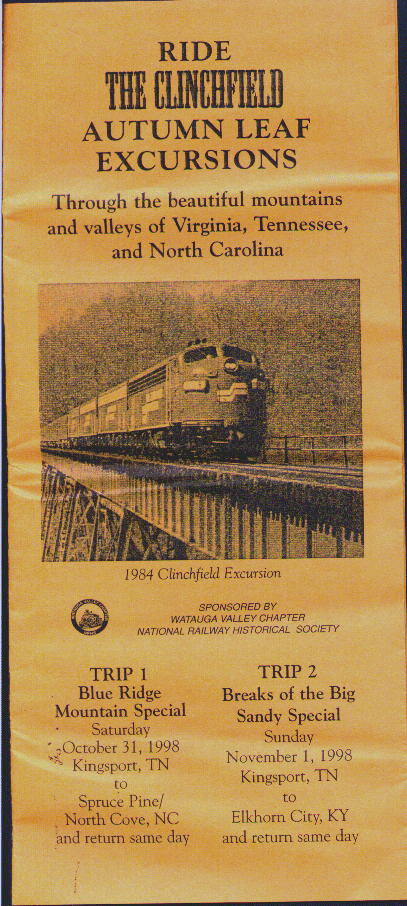 RIDE
THE CLINCHFIELD
AUTUMN LEAF
EXCURSIONS
Through the beautiful mountains
and valleys of Virginia, Tennessee,
and North Carolina
1984 Clinchfield Excursion
SPONSORED BY
WATAUGA VALLEY CHAPTER
NATIONAL RAILWAY HISTORICAL SOCIETY
TRIP 1
Blue Ridge
Mountain Special
Saturday
October 31, 1998
Kingsport, TN
to
Spruce Pine/
North Cove, NC
and return same day
TRIP 2
Breaks of the Big
Sandy Special
Sunday
November 1, 1998
Kingsport, TN
to
Elkhorn City, KY
and return same day